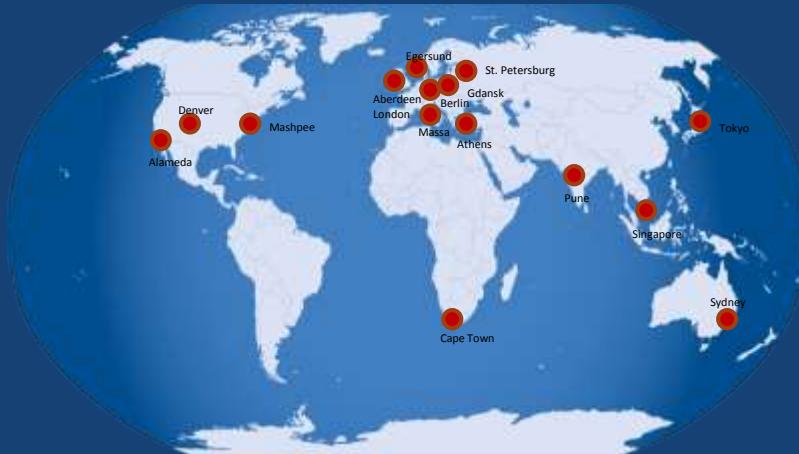 Egersund
St. Petersburg
Aberdeen
Gdansk
Berlin
London
Denver
Mashpee
Massa
Athens
Tokyo
Alameda
Pune
Singapore
Sydney
Cape Town